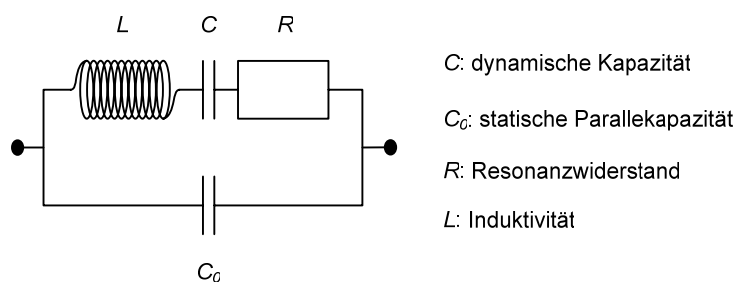 L C R
C: dynamische Kapazität
C0: statische Parallekapazität
R: Resonanzwiderstand
L: Induktivität
C0